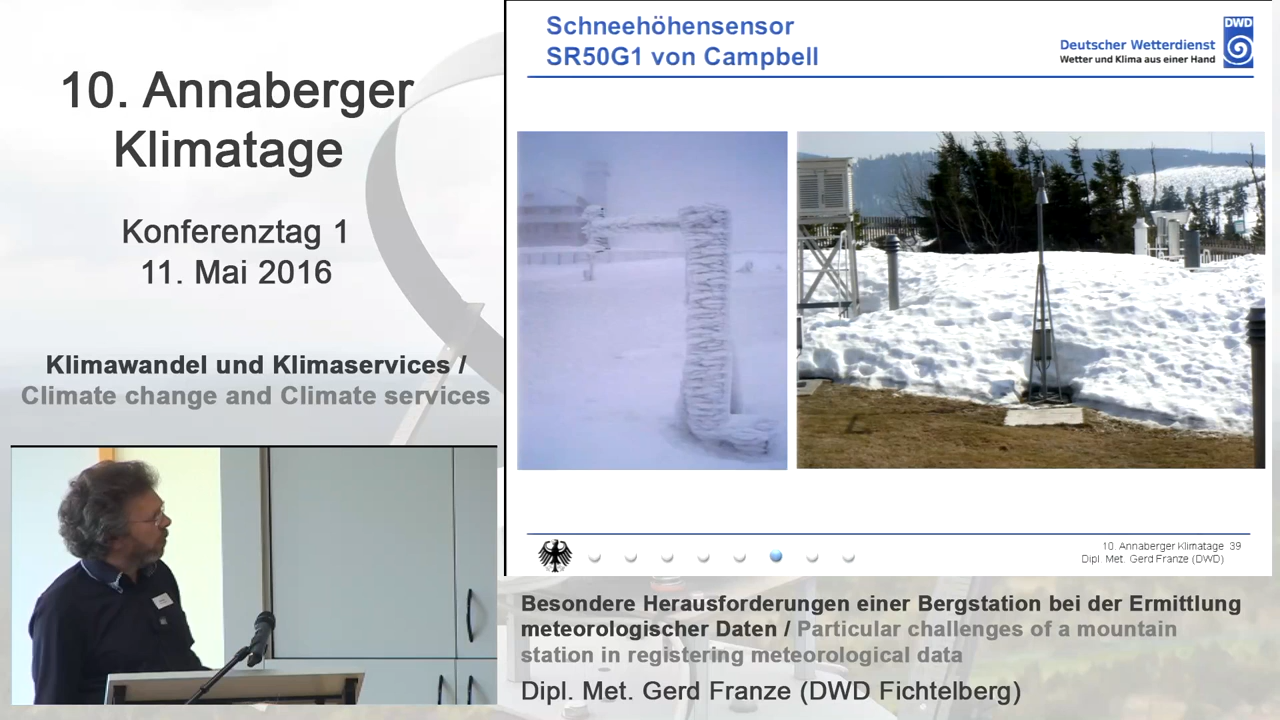 10. Annaberger
Klimatage
Konferenztag 1
11. Mai 2016
Klimawandel und Klimaservices /
Climate change and Climate services
Schneehöhensensor
SR50G1 von Campbell
DWD
Deutscher Wetterdienst
Wetter und Klima aus einer Hand
10. Annaberger Klimatage 39
Dipl. Met. Gerd Franze (DWD)
Besondere Herausforderungen einer Bergstation bei der Ermittlung
meteorologischer Daten / Particular challenges of a mountain
station in registering meteorological data
Dipl. Met. Gerd Franze (DWD Fichtelberg)